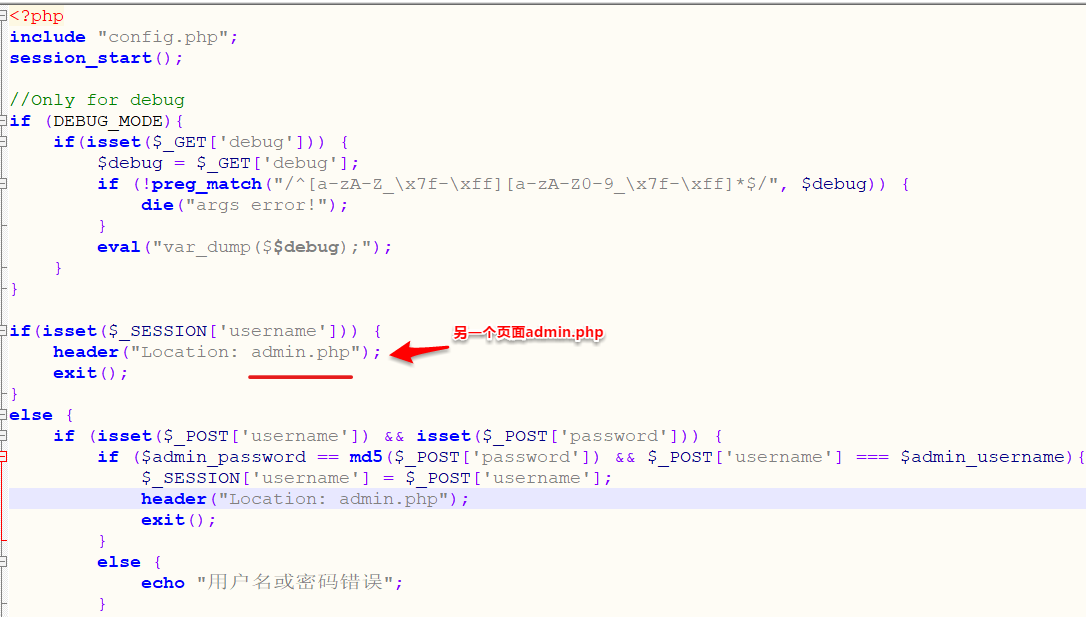 <?php
include "config.php";
session_start();
//Only for debug
if (DEBUG_MODE){
    if(isset($_GET['debug'])) {
        $debug = $_GET['debug'];
        if (!preg_match("/^[a-zA-Z_\x7f-\xff][a-zA-Z0-9_\x7f-\xff]*$/", $debug)) {
            die("args error!");
        }
        eval("var_dump($$debug);");
    }
}
if(isset($_SESSION['username'])) {
另一个页面admin.php
    header("Location: admin.php");
    exit();
}
else {
    if (isset($_POST['username']) && isset($_POST['password'])) {
        if ($admin_password == md5($_POST['password']) && $_POST['username'] === $admin_username){
            $_SESSION['username'] = $_POST['username'];
            header("Location: admin.php");
            exit();
        }
        else {
            echo "用户名或密码错误";
        }